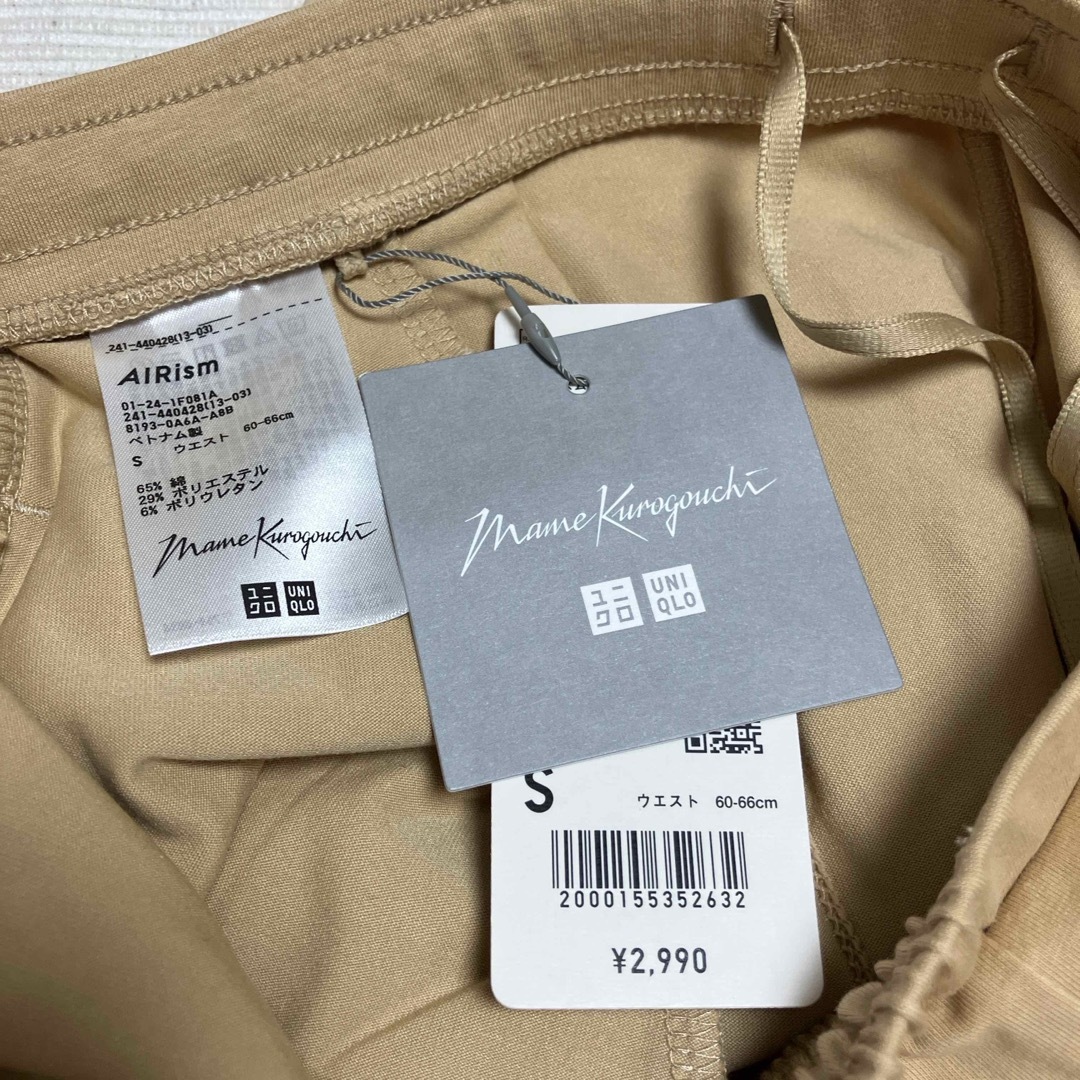 241-440428(13-03)
AIRism
01-24-1F081A
241-440428(13-03)
8193-0A6A-A8B
ベトナム製
S ウエスト 60-66cm
65% 綿
29% ポリエステル
6% ポリウレタン
Mame Kurogouchi
ユニクロ UNIQLO
Mame Kurogouchi
ユニクロ UNIQLO
S ウエスト 60-66cm
2000155352632
¥2,990